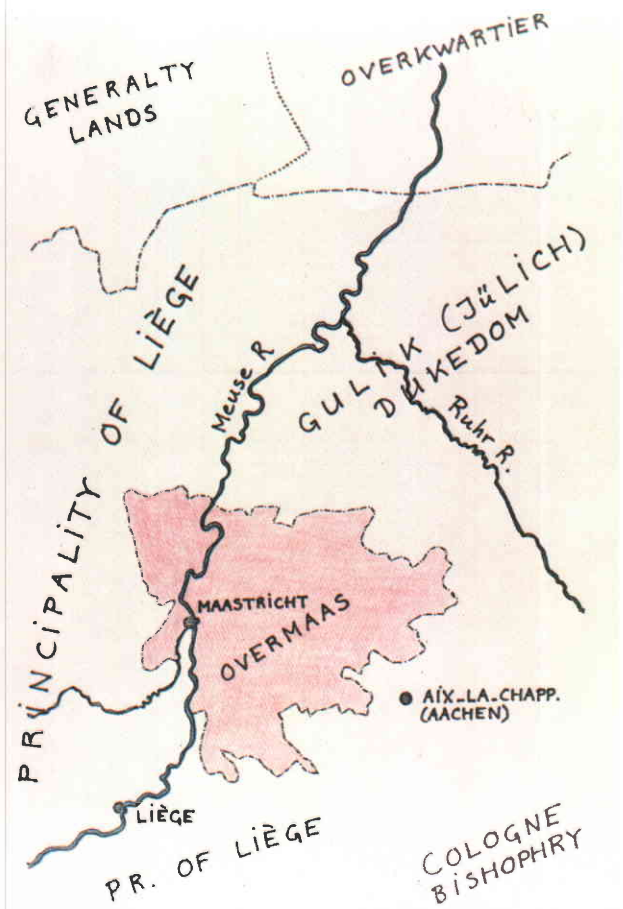 OVERKWARTIER
GENERALTY
LANDS
PRINCIPALITY OF LIÈGE
Meuse R
GULIK (JÜLICH)
DUKEDOM
Ruhr R.
MAASTRICHT
OVERMAAS
AIX-LA-CHAPP.
(AACHEN)
LIÈGE
PR. OF LIÈGE
COLOGNE
BISHOPHRY